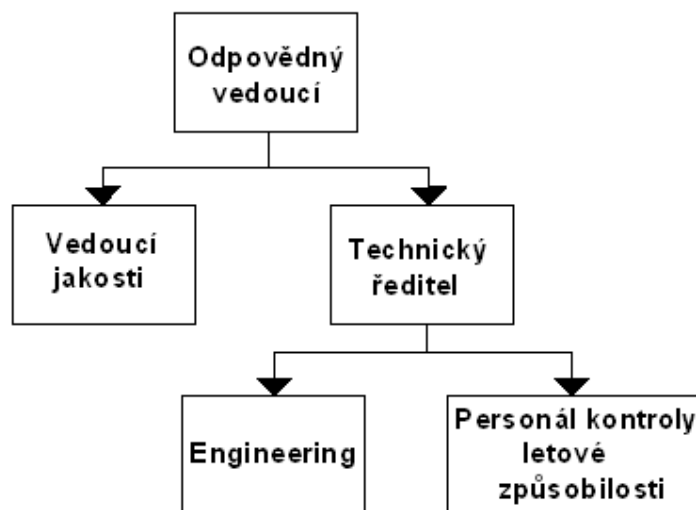 Odpovědný
vedoucí
Vedoucí
jakosti
Technický
ředitel
Engineering
Personál kontroly
letové
způsobilosti